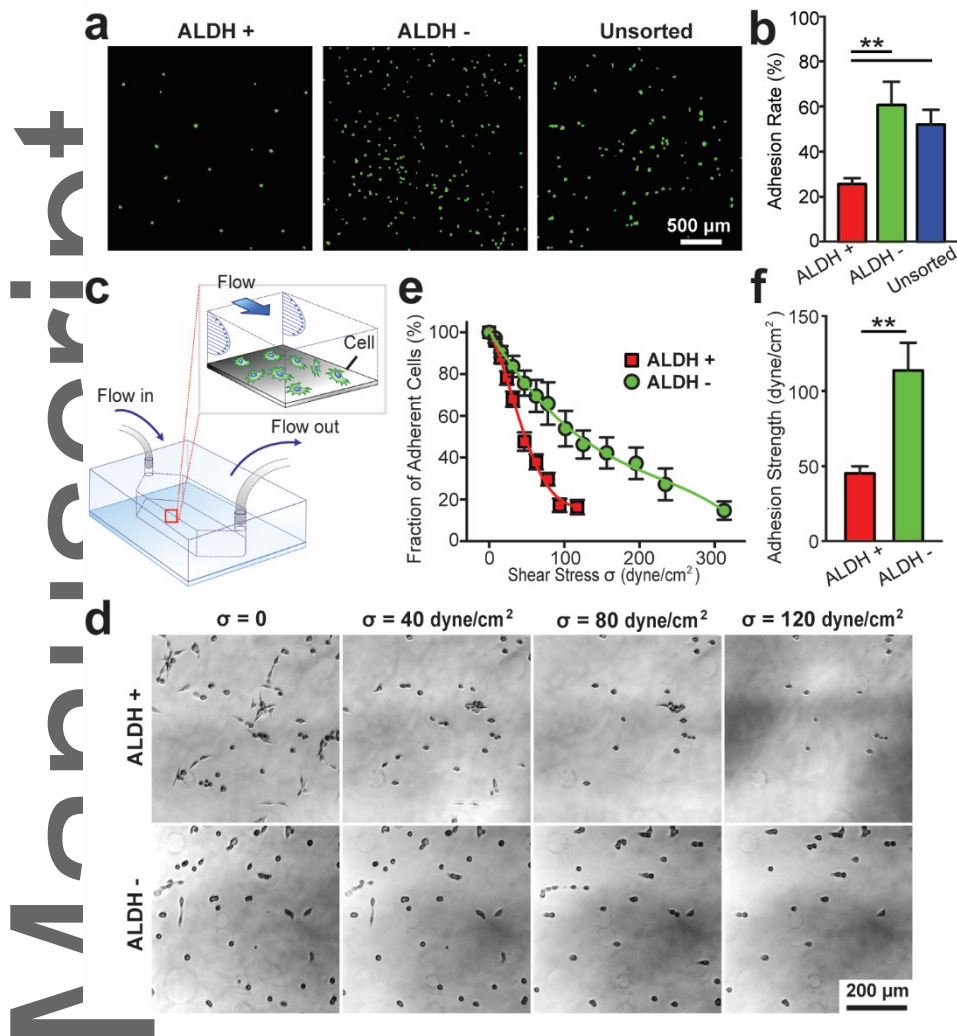 Manuscript
a
ALDH +
ALDH -
Unsorted
500 µm
b
Adhesion Rate (%)
100
80
60
40
20
0
**
ALDH +
ALDH -
Unsorted
c
Flow
Cell
Flow in
Flow out
e
Fraction of Adherent Cells (%)
100
80
60
40
20
0
ALDH +
ALDH -
0 100 200 300
Shear Stress σ (dyne/cm²)
f
Adhesion Strength (dyne/cm²)
150
100
50
0
**
ALDH +
ALDH -
d
σ = 0
σ = 40 dyne/cm²
σ = 80 dyne/cm²
σ = 120 dyne/cm²
ALDH +
ALDH -
200 µm